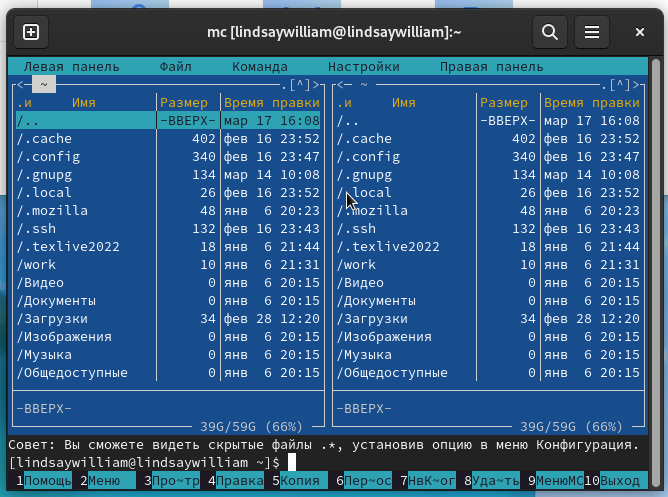 mc [lindsaywilliam@lindsaywilliam]:~
Левая панель Файл Команда Настройки Правая панель
<— ~ .[^]> <— ~ .[^]>
.и Имя Размер Время правки .и Имя Размер Время правки
/.. -ВВЕРХ- мар 17 16:08 /.. -ВВЕРХ- мар 17 16:08
/.cache 402 фев 16 23:52 /.cache 402 фев 16 23:52
/.config 340 фев 16 23:47 /.config 340 фев 16 23:47
/.gnupg 134 мар 14 10:08 /.gnupg 134 мар 14 10:08
/.local 26 фев 16 23:52 /.local 26 фев 16 23:52
/.mozilla 48 янв 6 20:23 /.mozilla 48 янв 6 20:23
/.ssh 132 фев 16 23:43 /.ssh 132 фев 16 23:43
/.texlive2022 18 янв 6 21:44 /.texlive2022 18 янв 6 21:44
/work 10 янв 6 21:31 /work 10 янв 6 21:31
/Видео 0 янв 6 20:15 /Видео 0 янв 6 20:15
/Документы 0 янв 6 20:15 /Документы 0 янв 6 20:15
/Загрузки 34 фев 28 12:20 /Загрузки 34 фев 28 12:20
/Изображения 0 янв 6 20:15 /Изображения 0 янв 6 20:15
/Музыка 0 янв 6 20:15 /Музыка 0 янв 6 20:15
/Общедоступные 0 янв 6 20:15 /Общедоступные 0 янв 6 20:15
-ВВЕРХ- -ВВЕРХ-
39G/59G (66%) 39G/59G (66%)
Совет: Вы сможете видеть скрытые файлы .*, установив опцию в меню Конфигурация.
[lindsaywilliam@lindsaywilliam ~]$
1Помощь 2Меню 3Про~тр 4Правка 5Копия 6Пер~ос 7НвК~ог 8Уда~ть 9МенюMC 10Выход